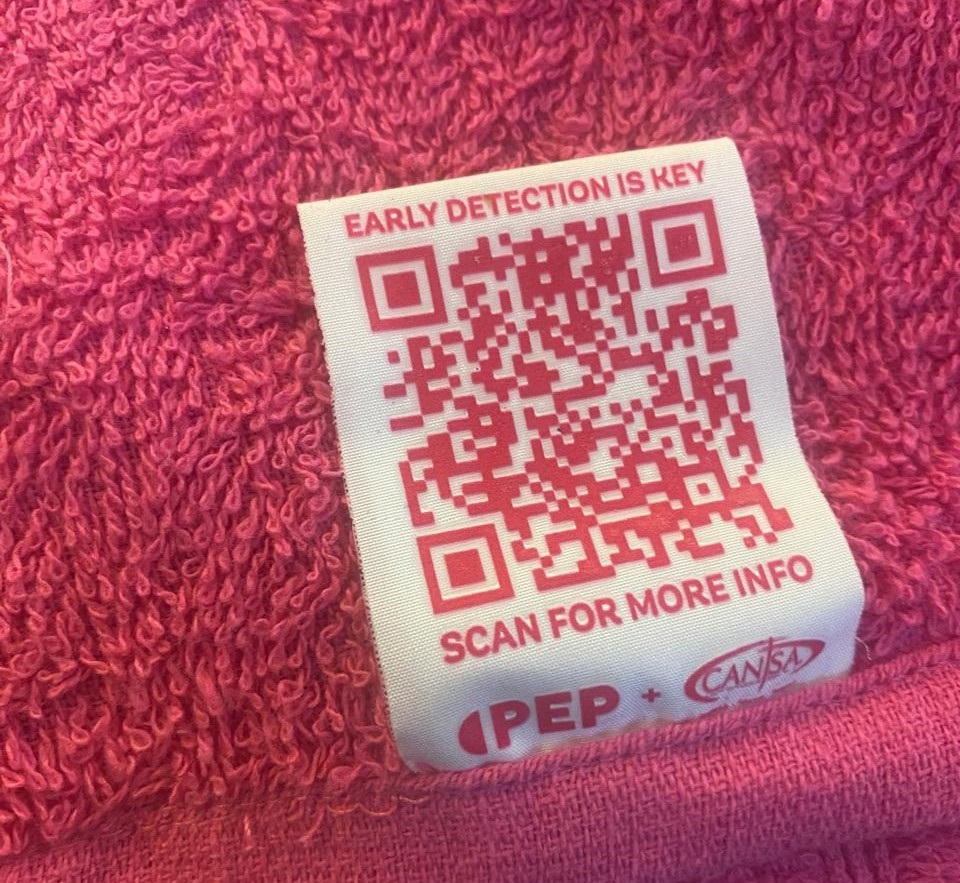 EARLY DETECTION IS KEY
SCAN FOR MORE INFO
PEP + CANSA